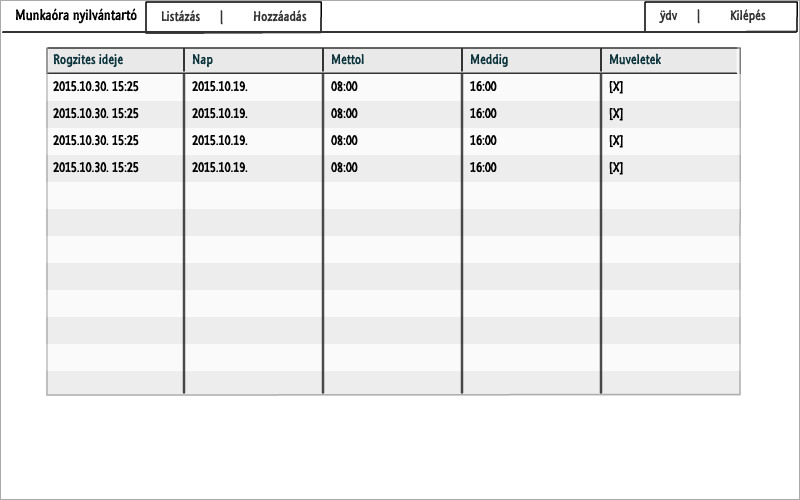 Munkaóra nyilvántartó Listázás | Hozzáadás ÿdv | Kilépés
Rogzites ideje Nap Mettol Meddig Muveletek
2015.10.30. 15:25 2015.10.19. 08:00 16:00 [X]
2015.10.30. 15:25 2015.10.19. 08:00 16:00 [X]
2015.10.30. 15:25 2015.10.19. 08:00 16:00 [X]
2015.10.30. 15:25 2015.10.19. 08:00 16:00 [X]